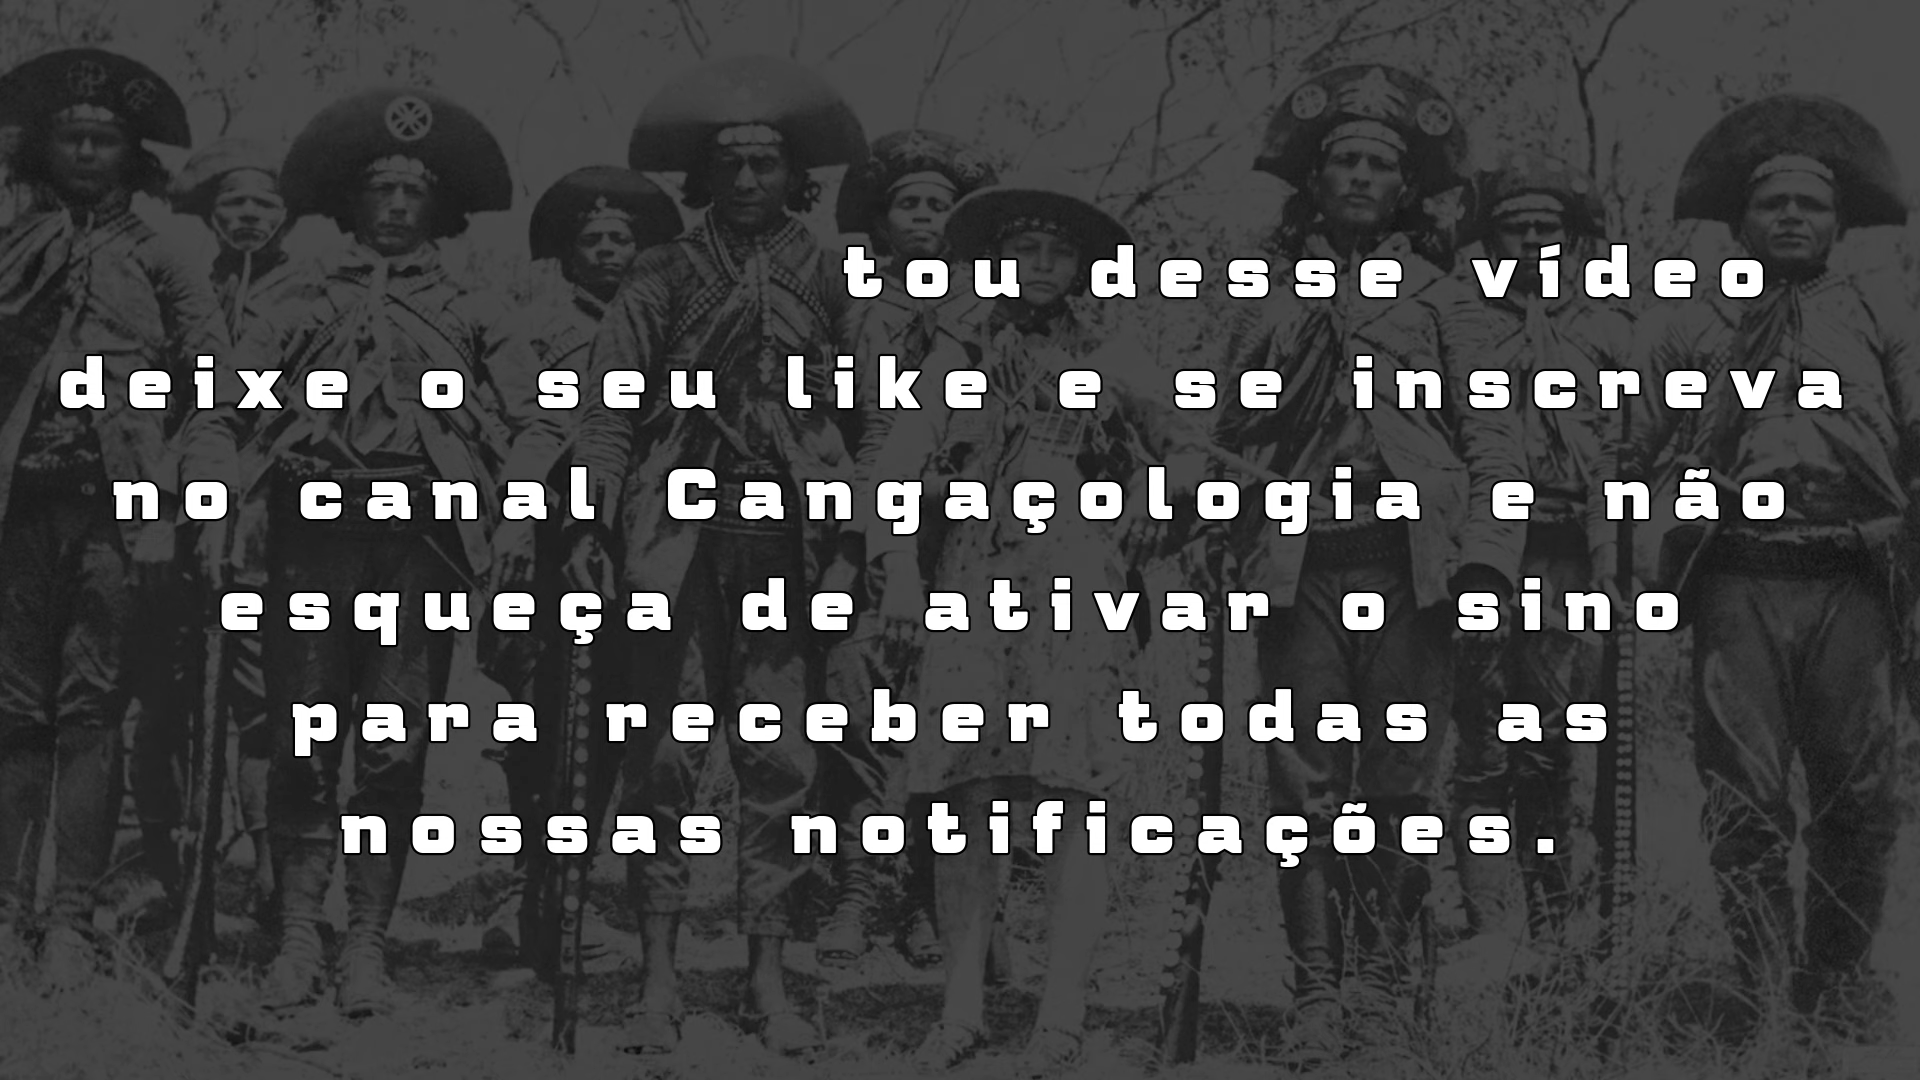 tou desse vídeo
deixe o seu like e se inscreva
no canal Cangaçologia e não
esqueça de ativar o sino
para receber todas as
nossas notificações.